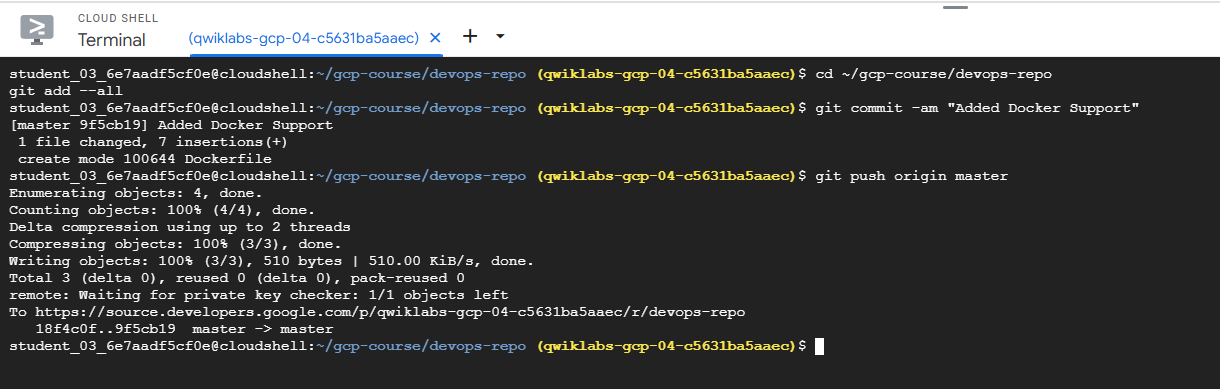 CLOUD SHELL
Terminal
(qwiklabs-gcp-04-c5631ba5aaec) × + ▾
student_03_6e7aadf5cf0e@cloudshell:~/gcp-course/devops-repo (qwiklabs-gcp-04-c5631ba5aaec)$ cd ~/gcp-course/devops-repo
git add --all
student_03_6e7aadf5cf0e@cloudshell:~/gcp-course/devops-repo (qwiklabs-gcp-04-c5631ba5aaec)$ git commit -am "Added Docker Support"
[master 9f5cb19] Added Docker Support
 1 file changed, 7 insertions(+)
 create mode 100644 Dockerfile
student_03_6e7aadf5cf0e@cloudshell:~/gcp-course/devops-repo (qwiklabs-gcp-04-c5631ba5aaec)$ git push origin master
Enumerating objects: 4, done.
Counting objects: 100% (4/4), done.
Delta compression using up to 2 threads
Compressing objects: 100% (3/3), done.
Writing objects: 100% (3/3), 510 bytes | 510.00 KiB/s, done.
Total 3 (delta 0), reused 0 (delta 0), pack-reused 0
remote: Waiting for private key checker: 1/1 objects left
To https://source.developers.google.com/p/qwiklabs-gcp-04-c5631ba5aaec/r/devops-repo
   18f4c0f..9f5cb19  master -> master
student_03_6e7aadf5cf0e@cloudshell:~/gcp-course/devops-repo (qwiklabs-gcp-04-c5631ba5aaec)$